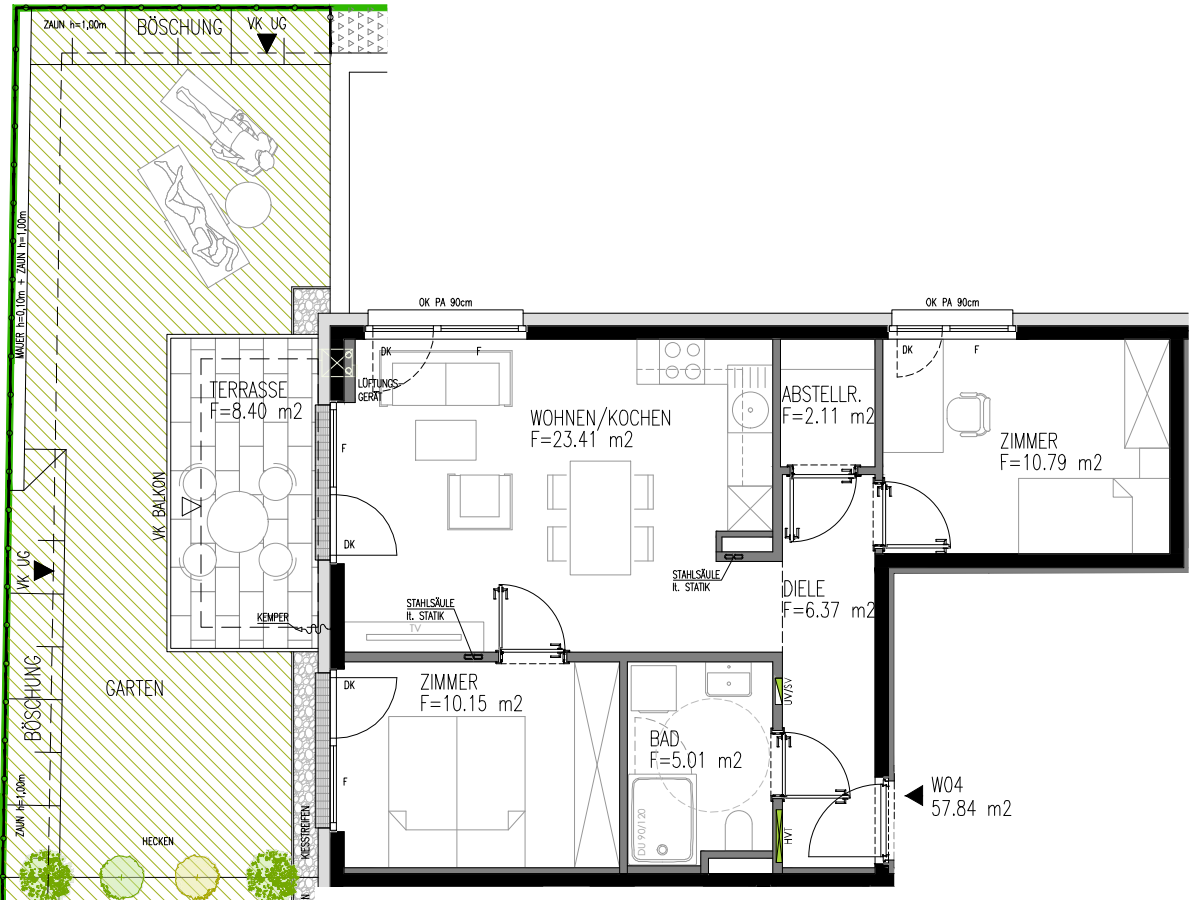 ZAUN h=1,00m
BÖSCHUNG
VK UG
MAUER h=0,10m + ZAUN h=1,00m
OK PA 90cm
OK PA 90cm
DK
F
DK
F
LÜFTUNGS-
GERÄT
TERRASSE
F=8.40 m2
WOHNEN/KOCHEN
F=23.41 m2
ABSTELLR.
F=2.11 m2
ZIMMER
F=10.79 m2
F
VK BALKON
DK
VK UG
STAHLSÄULE
lt. STATIK
DIELE
F=6.37 m2
STAHLSÄULE
lt. STATIK
KEMPER
TV
BÖSCHUNG
GARTEN
DK
ZIMMER
F=10.15 m2
UV/SV
BAD
F=5.01 m2
F
W04
57.84 m2
ZAUN h=1,00m
HECKEN
KIESSTREIFEN
DU 90/120
HVT